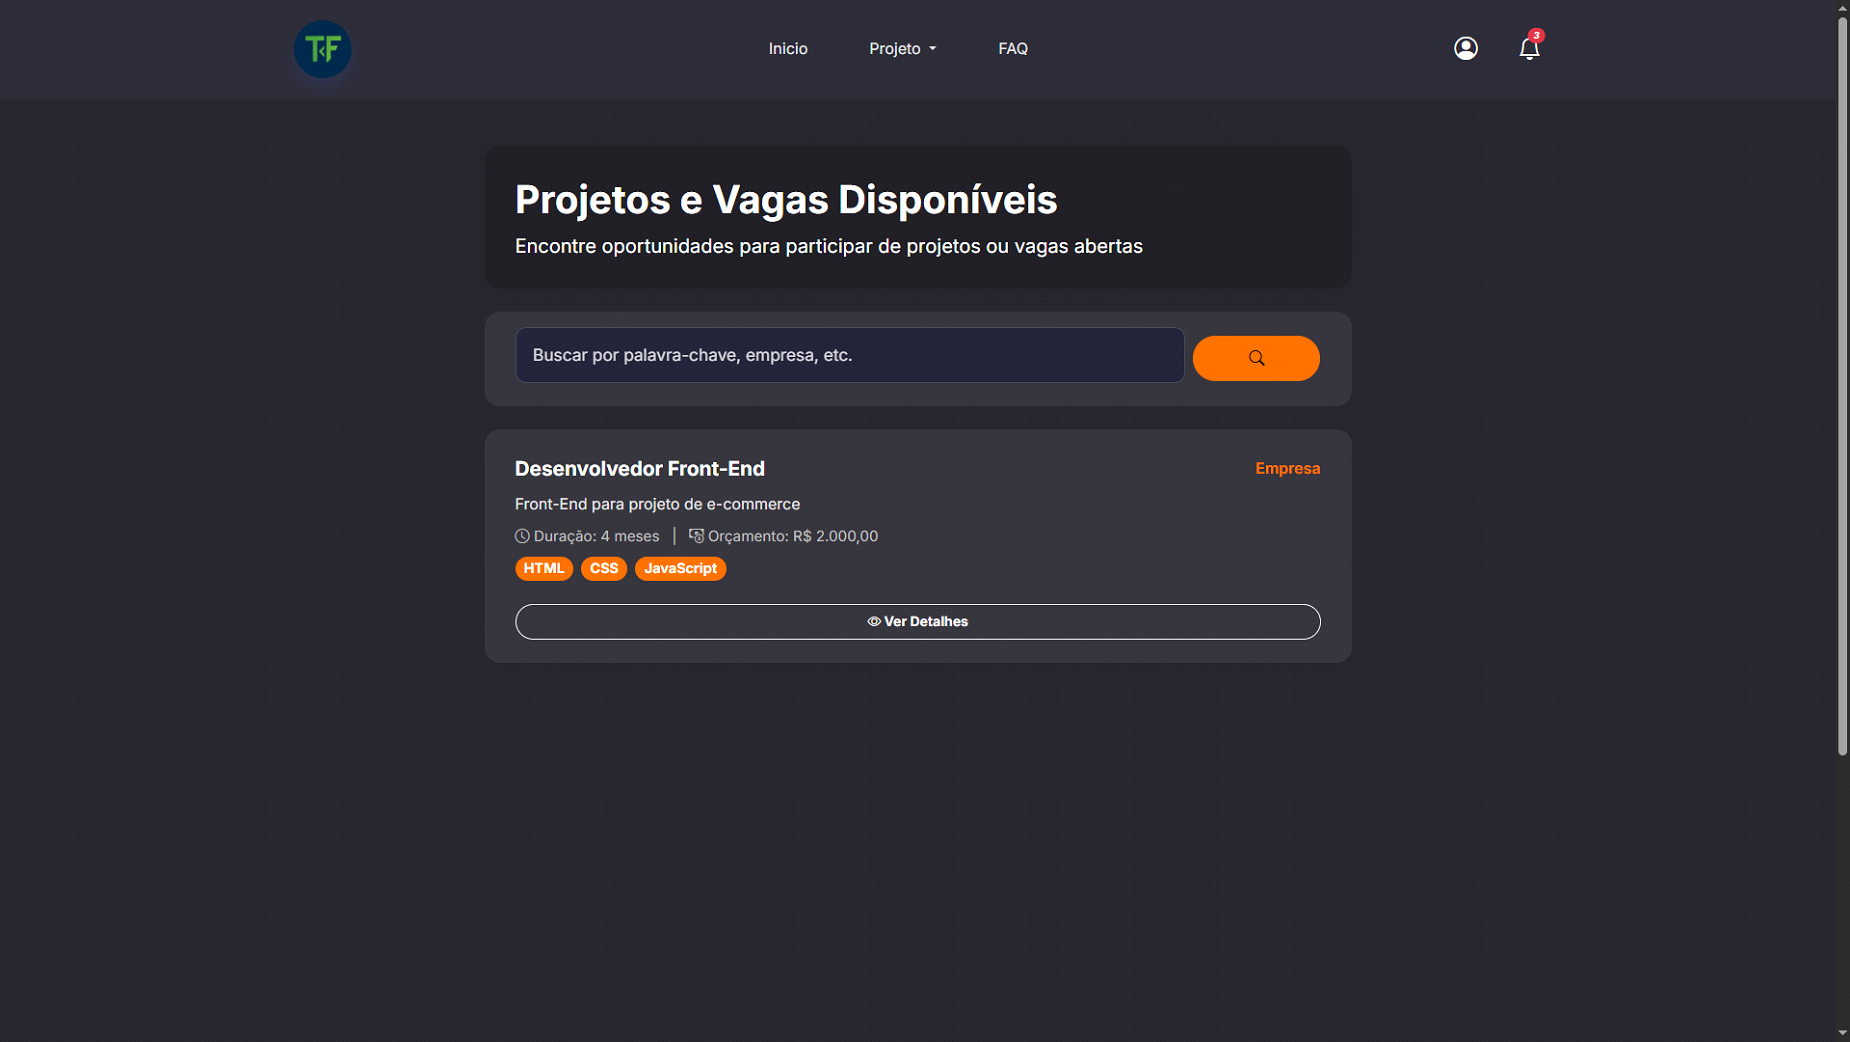 TF
Inicio
Projeto
FAQ
3
Projetos e Vagas Disponíveis
Encontre oportunidades para participar de projetos ou vagas abertas
Buscar por palavra-chave, empresa, etc.
Desenvolvedor Front-End
Empresa
Front-End para projeto de e-commerce
Duração: 4 meses | Orçamento: R$ 2.000,00
HTML CSS JavaScript
Ver Detalhes